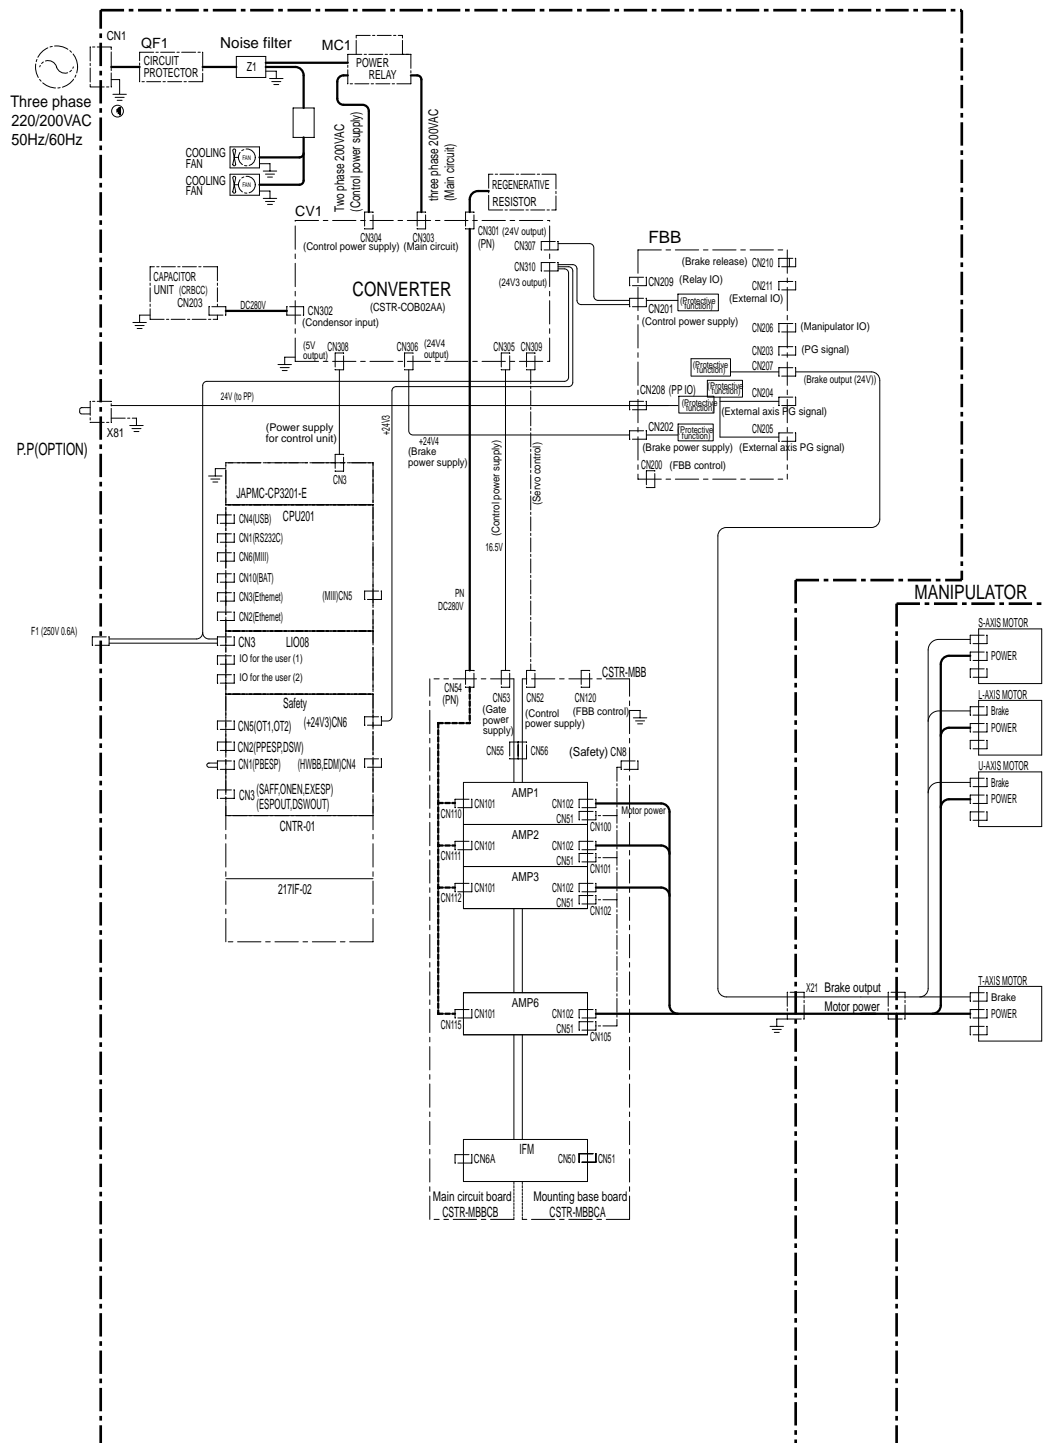 CN1
QF1
CIRCUIT
PROTECTOR
Noise filter
Z1
MC1
POWER
RELAY
Three phase
220/200VAC
50Hz/60Hz
COOLING
FAN
FAN
COOLING
FAN
FAN
Two phase 200VAC
(Control power supply)
three phase 200VAC
(Main circuit)
REGENERATIVE
RESISTOR
CV1
CN304
(Control power supply)
CN303
(Main circuit)
CN301
(PN)
(24V output)
CN307
CN310
(24V3 output)
CONVERTER
(CSTR-COB02AA)
CAPACITOR
UNIT (CRBCC)
CN203
DC280V
CN302
(Condensor input)
(5V
output)
CN308
CN306
(24V4
output)
CN305
CN309
FBB
(Brake release)
CN210
CN209
(Relay IO)
CN211
(External IO)
CN201
(Protective
function)
(Control power supply)
CN206
(Manipulator IO)
CN203
(PG signal)
CN207
(Protective
function)
(Brake output (24V))
CN208
(PP IO)
(Protective
function)
CN204
(Protective
function)
(External axis PG signal)
CN202
(Protective
function)
CN205
(Brake power supply)
(External axis PG signal)
CN200
(FBB control)
24V (to PP)
X81
P.P(OPTION)
(Power supply
for control unit)
+24V3
+24V4
(Brake
power supply)
(Control power supply)
16.5V
(Servo control)
PN
DC280V
CN3
JAPMC-CP3201-E
CN4(USB)
CPU201
CN1(RS232C)
CN6(MIII)
CN10(BAT)
CN3(Ethernet)
(MIII)CN5
CN2(Ethernet)
F1 (250V 0.6A)
CN3
LIO08
IO for the user (1)
IO for the user (2)
Safety
CN5(OT1,OT2)
(+24V3)CN6
CN2(PPESP,DSW)
CN1(PBESP)
(HWBB,EDM)CN4
CN3
(SAFF,ONEN,EXESP)
(ESPOUT,DSWOUT)
CNTR-01
217IF-02
CSTR-MBB
CN54
(PN)
CN53
(Gate
power
supply)
CN52
(Control
power supply)
CN120
(FBB control)
CN55
CN56
(Safety) CN8
AMP1
CN110
CN101
CN102
CN51
CN100
Motor power
AMP2
CN111
CN101
CN102
CN51
CN101
AMP3
CN112
CN101
CN102
CN51
CN102
AMP6
CN115
CN101
CN102
CN51
CN105
IFM
CN6A
CN50
CN51
Main circuit board
CSTR-MBBCB
Mounting base board
CSTR-MBBCA
X21
Brake output
Motor power
MANIPULATOR
S-AXIS MOTOR
POWER
L-AXIS MOTOR
Brake
POWER
U-AXIS MOTOR
Brake
POWER
T-AXIS MOTOR
Brake
POWER